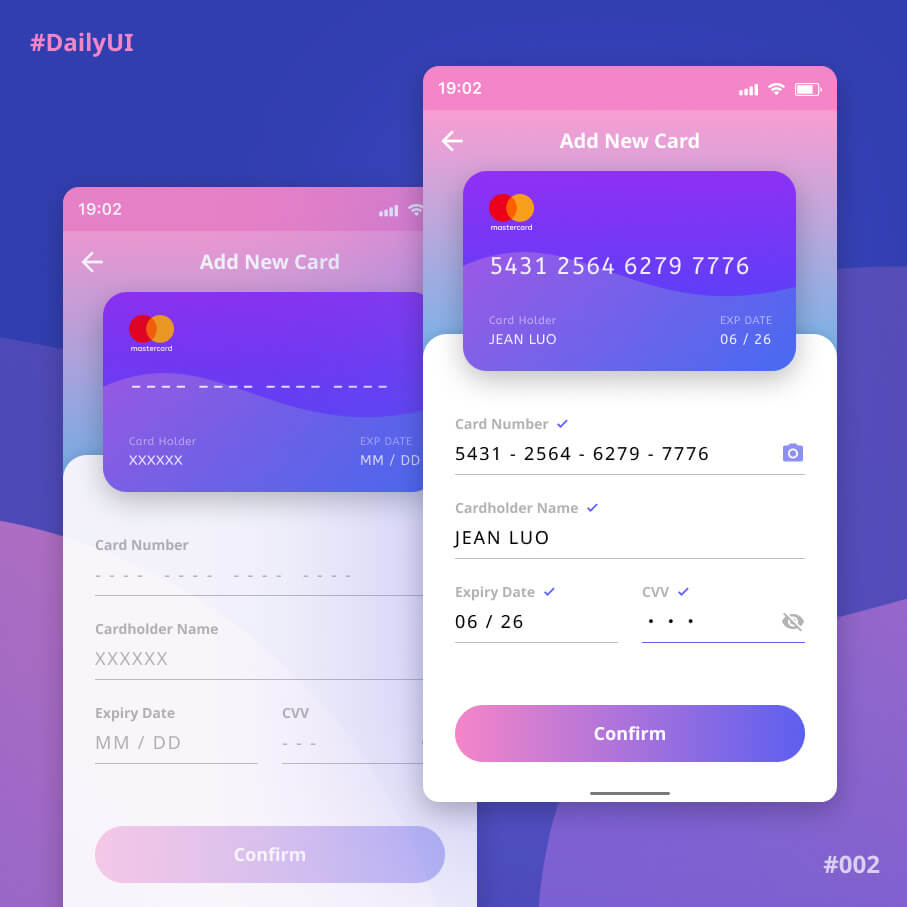 #DailyUI
19:02
Add New Card
mastercard
5431 2564 6279 7776
Card Holder EXP DATE
JEAN LUO 06 / 26
Card Number
5431 - 2564 - 6279 - 7776
Cardholder Name
JEAN LUO
Expiry Date CVV
06 / 26 • • •
Confirm
19:02
Add New Card
mastercard
---- ---- ---- ----
Card Holder EXP DATE
XXXXXX MM / DD
Card Number
---- ---- ---- ----
Cardholder Name
XXXXXX
Expiry Date CVV
MM / DD - - -
Confirm
#002